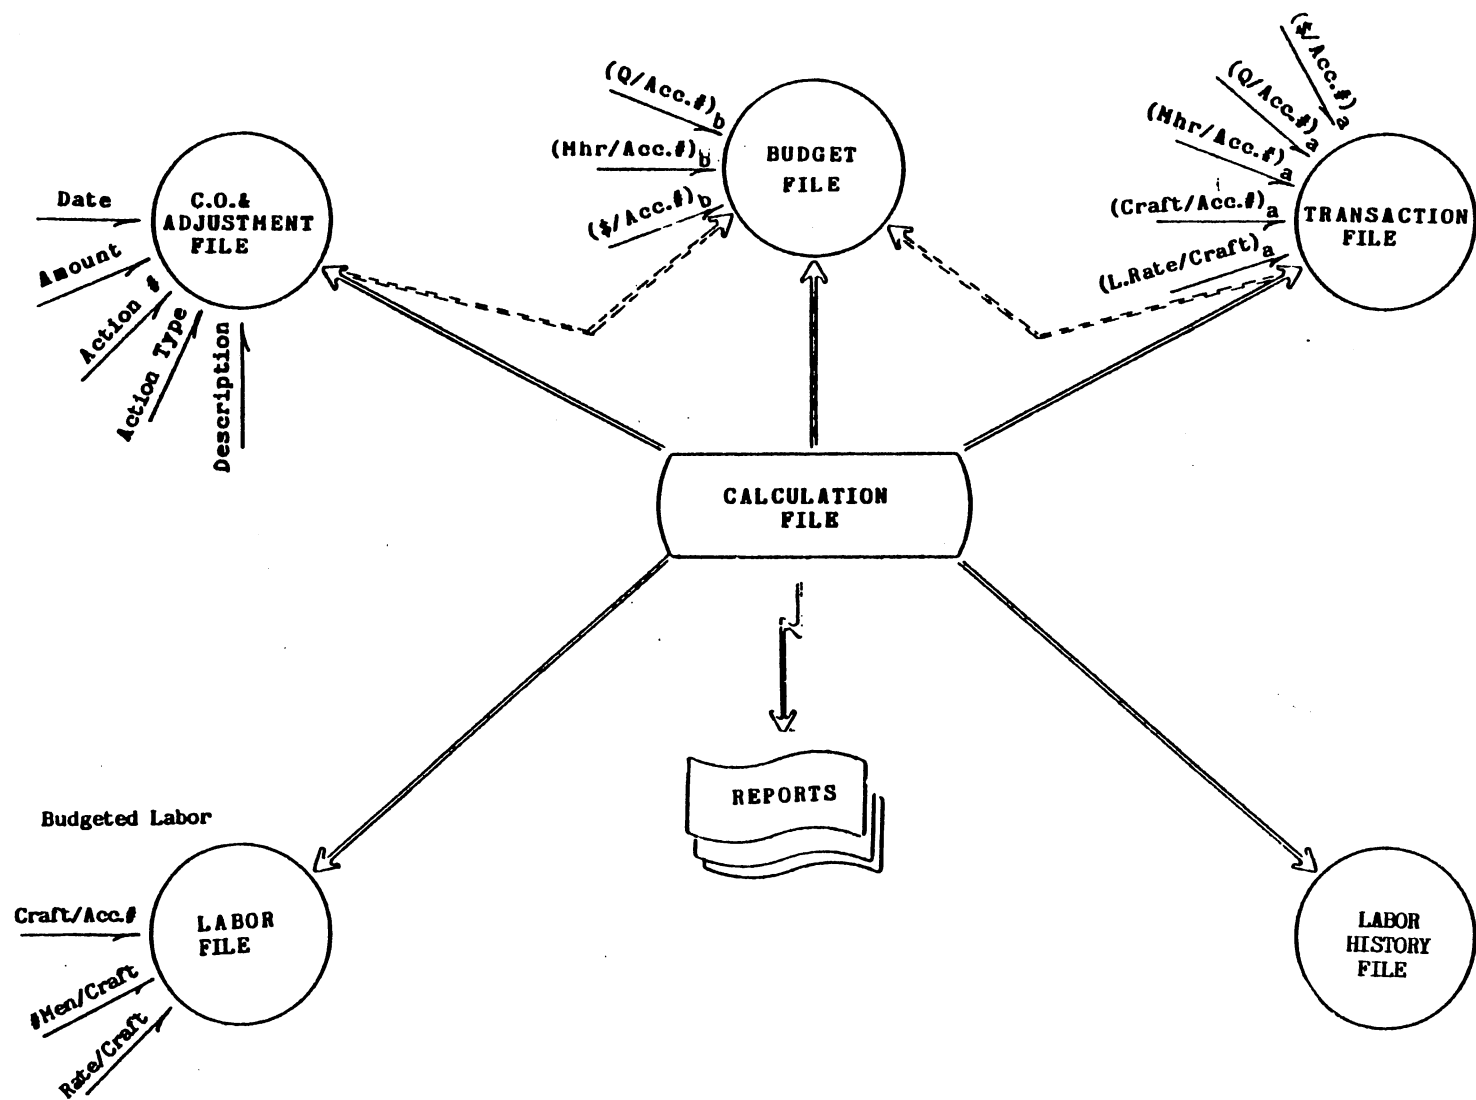 ($/Acc.#)a
(Q/Acc.#)a
(Mhr/Acc.#)a
(Craft/Acc.#)a
(L.Rate/Craft)a
TRANSACTION
FILE
(Q/Acc.#)b
(Mhr/Acc.#)b
($/Acc.#)b
BUDGET
FILE
Date
Amount
Action #
Action Type
Description
C.O.&
ADJUSTMENT
FILE
CALCULATION
FILE
REPORTS
Budgeted Labor
Craft/Acc.#
#Men/Craft
Rate/Craft
LABOR
FILE
LABOR
HISTORY
FILE